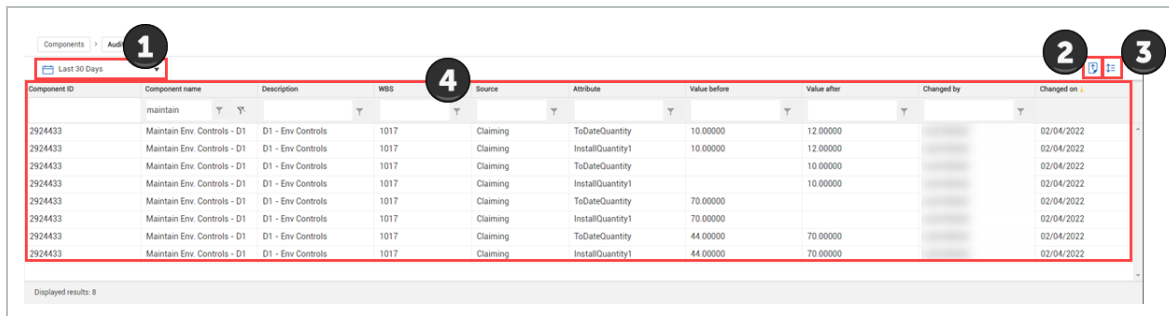 Components > Audi
1
2
3
4
Last 30 Days
Component ID Component name Description WBS Source Attribute Value before Value after Changed by Changed on ↓
maintain
2924433 Maintain Env. Controls - D1 D1 - Env Controls 1017 Claiming ToDateQuantity 10.00000 12.00000 02/04/2022
2924433 Maintain Env. Controls - D1 D1 - Env Controls 1017 Claiming InstallQuantity1 10.00000 12.00000 02/04/2022
2924433 Maintain Env. Controls - D1 D1 - Env Controls 1017 Claiming ToDateQuantity 10.00000 02/04/2022
2924433 Maintain Env. Controls - D1 D1 - Env Controls 1017 Claiming InstallQuantity1 10.00000 02/04/2022
2924433 Maintain Env. Controls - D1 D1 - Env Controls 1017 Claiming ToDateQuantity 70.00000 02/04/2022
2924433 Maintain Env. Controls - D1 D1 - Env Controls 1017 Claiming InstallQuantity1 70.00000 02/04/2022
2924433 Maintain Env. Controls - D1 D1 - Env Controls 1017 Claiming ToDateQuantity 44.00000 70.00000 02/04/2022
2924433 Maintain Env. Controls - D1 D1 - Env Controls 1017 Claiming InstallQuantity1 44.00000 70.00000 02/04/2022
Displayed results: 8